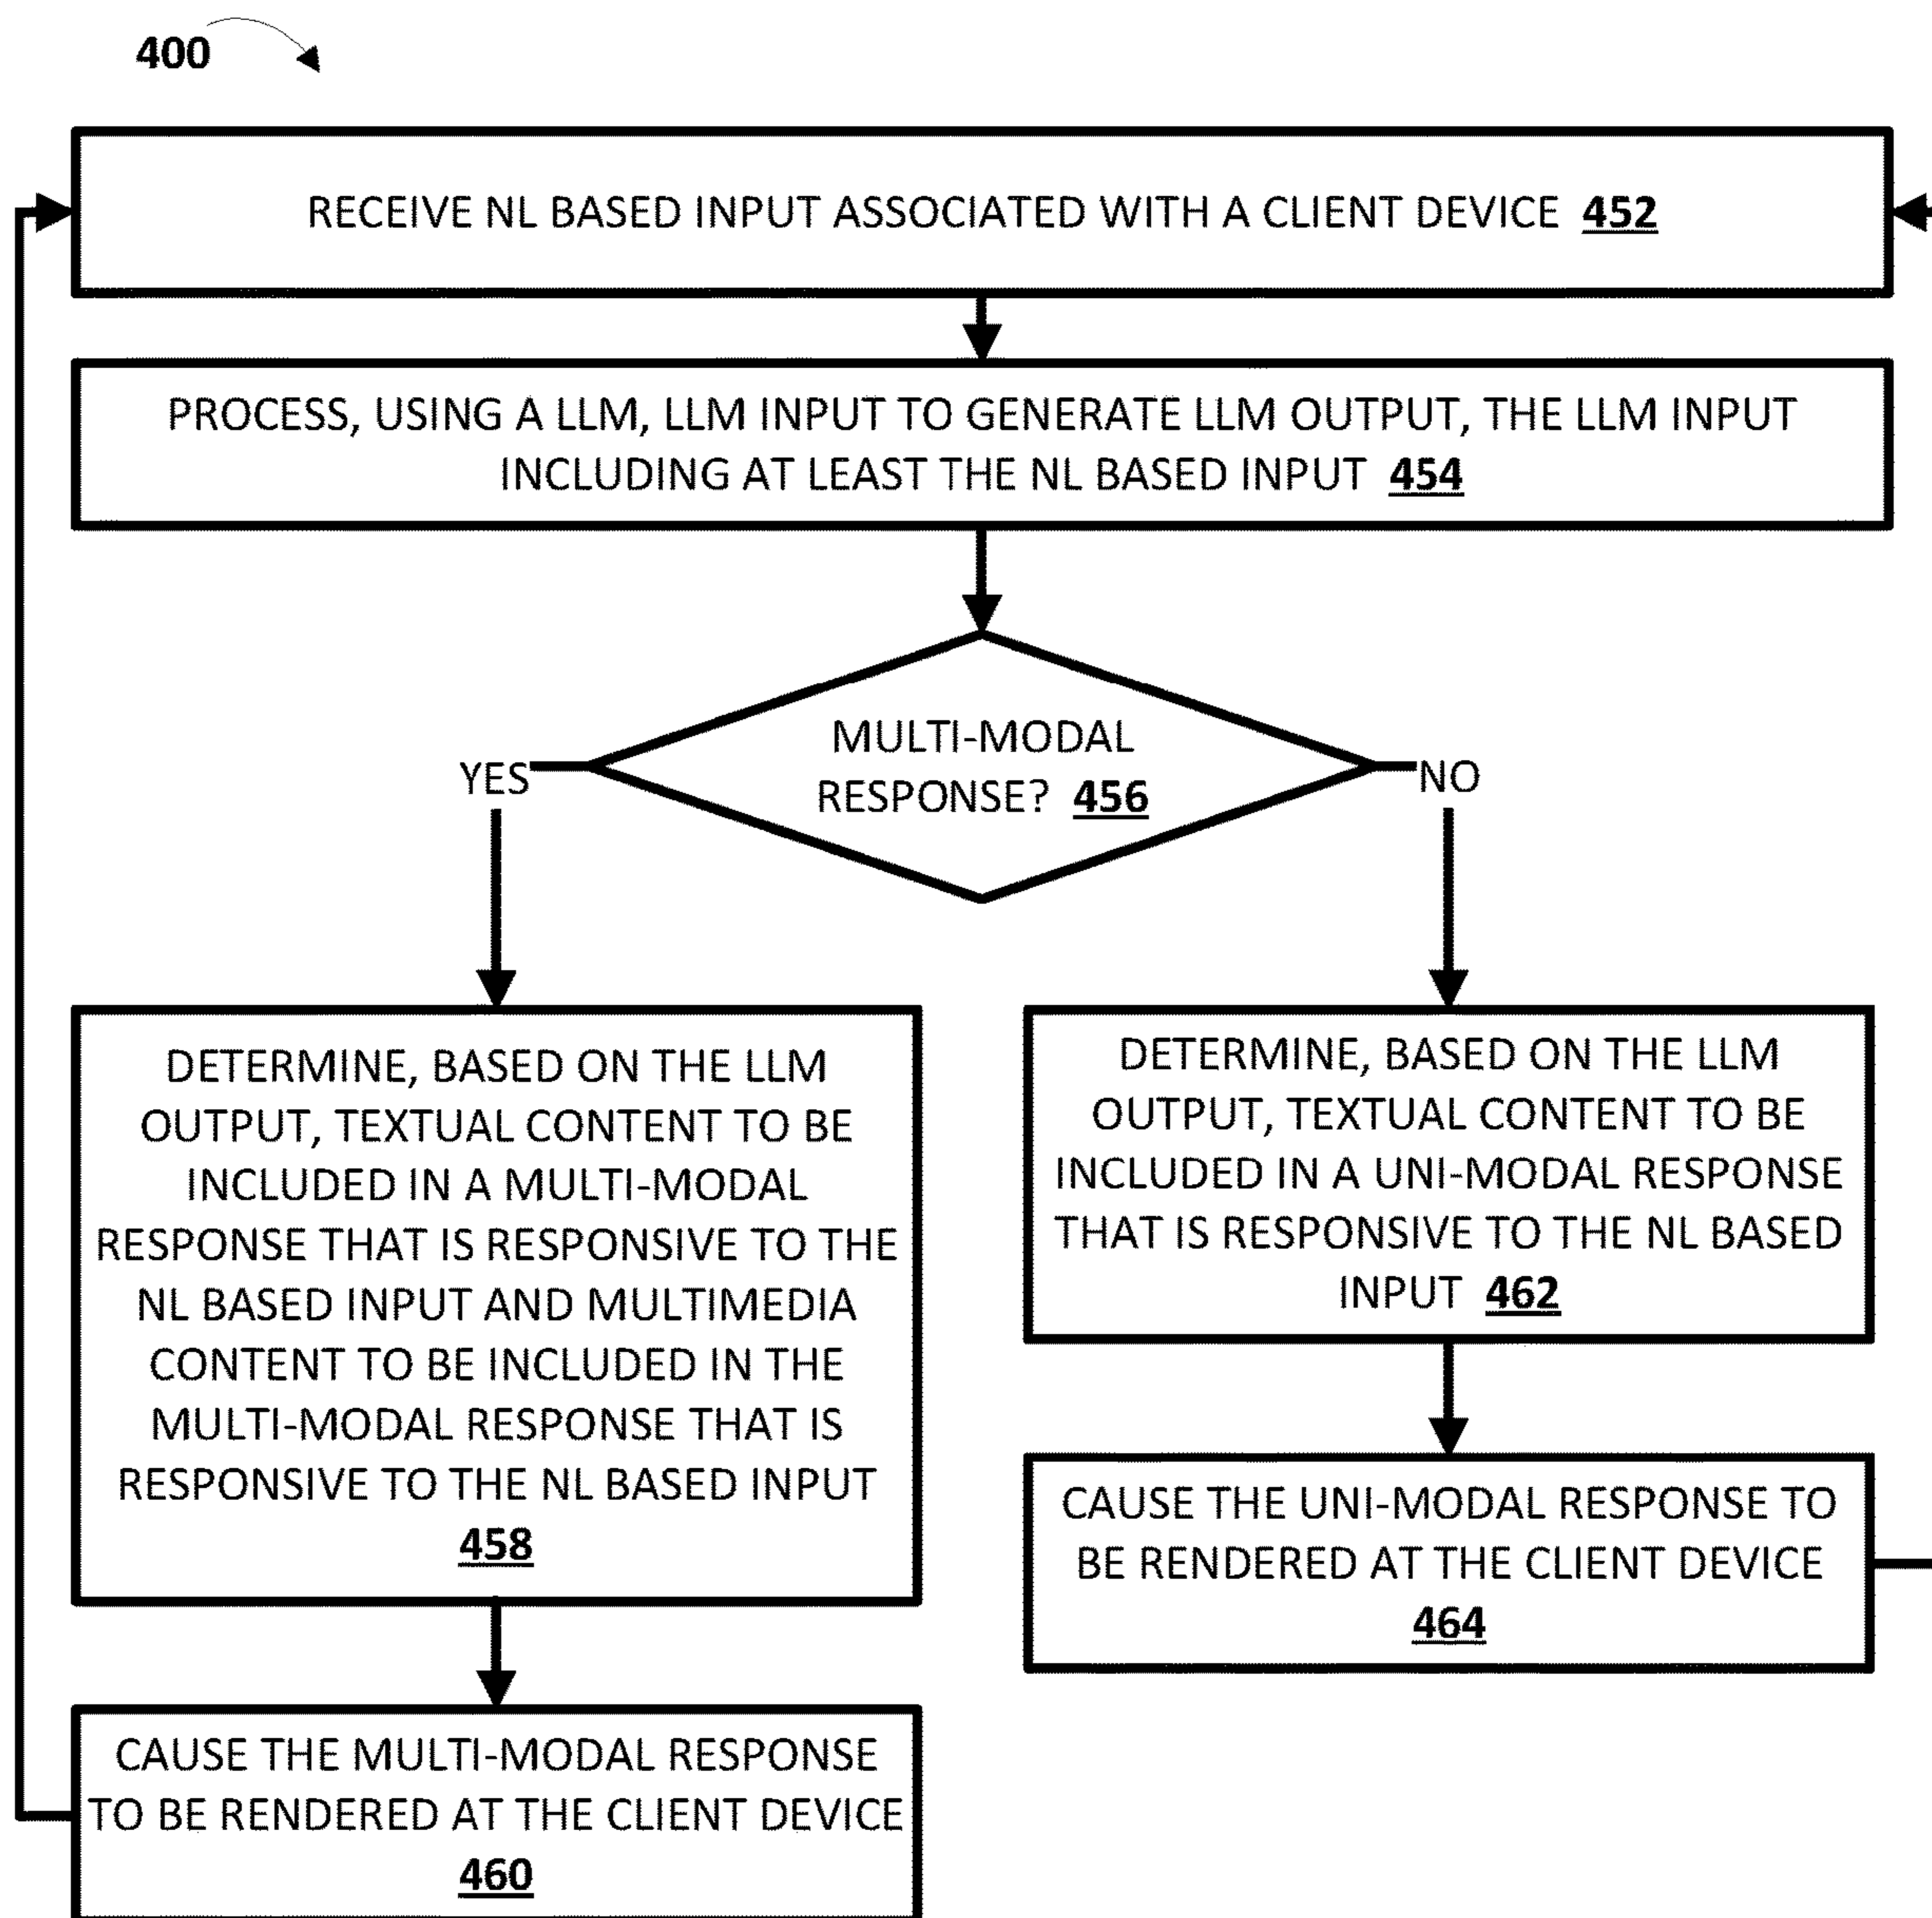 400
RECEIVE NL BASED INPUT ASSOCIATED WITH A CLIENT DEVICE 452
PROCESS, USING A LLM, LLM INPUT TO GENERATE LLM OUTPUT, THE LLM INPUT
INCLUDING AT LEAST THE NL BASED INPUT 454
MULTI-MODAL
RESPONSE? 456
YES
NO
DETERMINE, BASED ON THE LLM
OUTPUT, TEXTUAL CONTENT TO BE
INCLUDED IN A MULTI-MODAL
RESPONSE THAT IS RESPONSIVE TO THE
NL BASED INPUT AND MULTIMEDIA
CONTENT TO BE INCLUDED IN THE
MULTI-MODAL RESPONSE THAT IS
RESPONSIVE TO THE NL BASED INPUT
458
CAUSE THE MULTI-MODAL RESPONSE
TO BE RENDERED AT THE CLIENT DEVICE
460
DETERMINE, BASED ON THE LLM
OUTPUT, TEXTUAL CONTENT TO BE
INCLUDED IN A UNI-MODAL RESPONSE
THAT IS RESPONSIVE TO THE NL BASED
INPUT 462
CAUSE THE UNI-MODAL RESPONSE TO
BE RENDERED AT THE CLIENT DEVICE
464